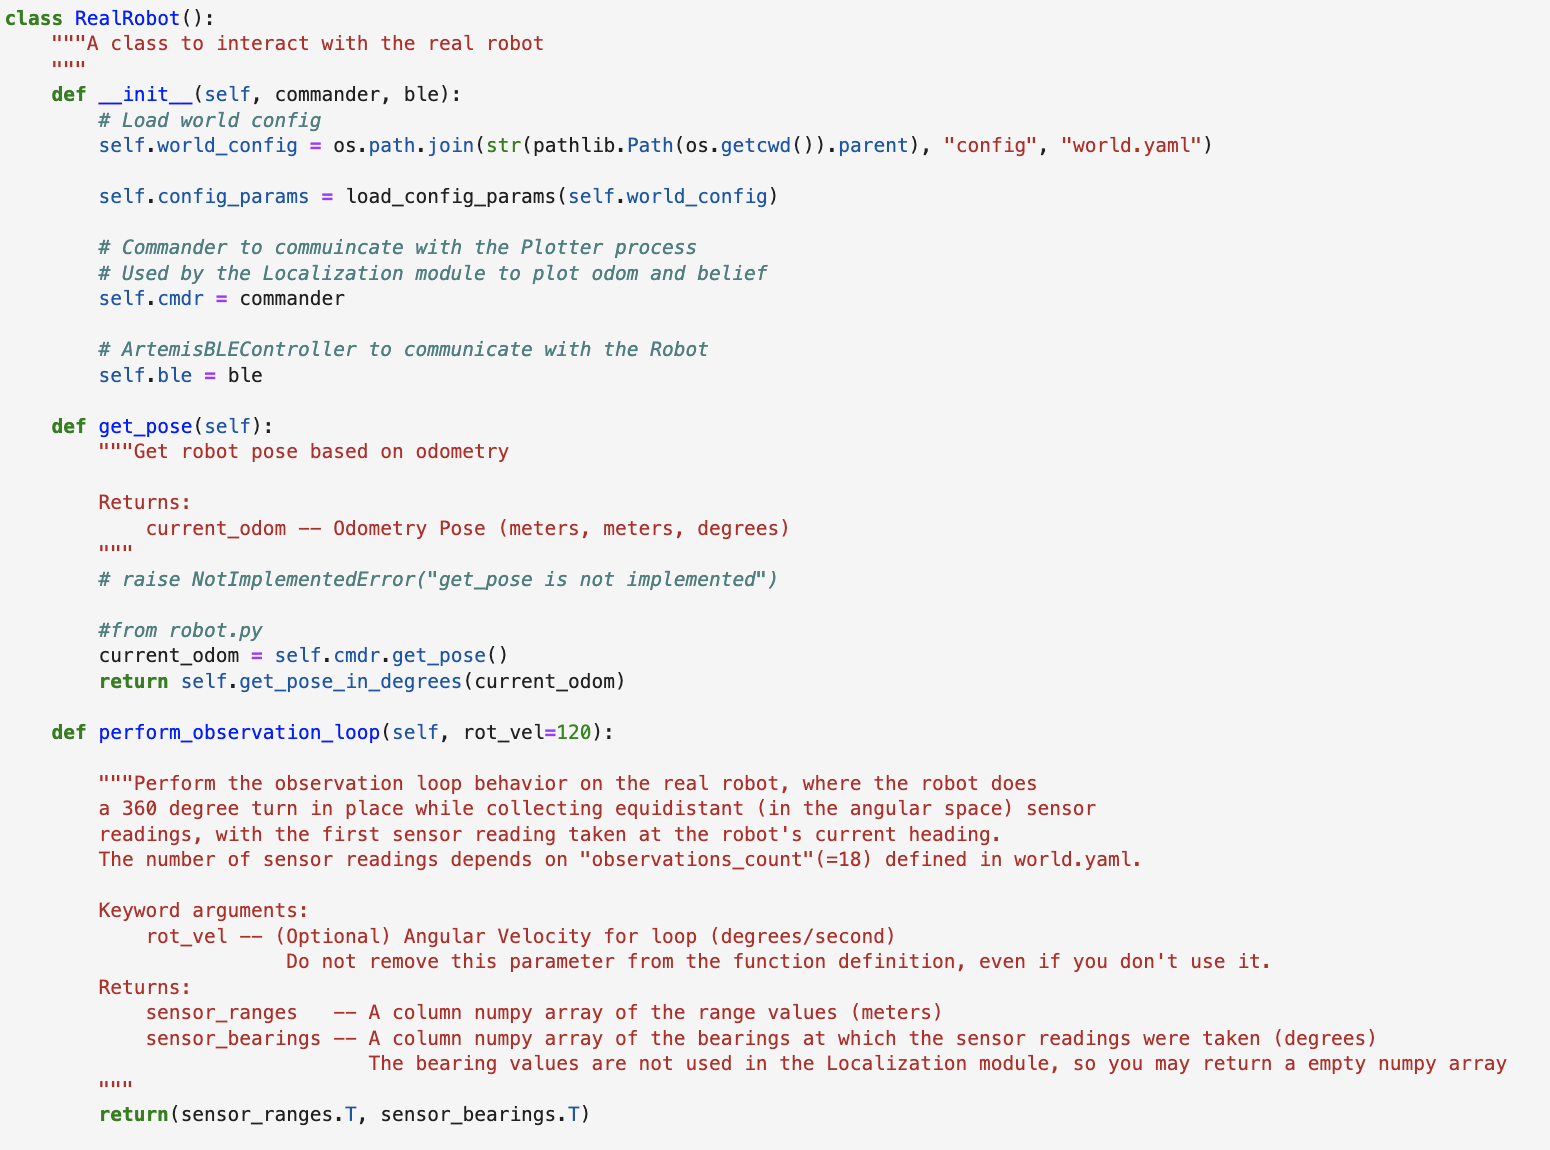 class RealRobot():
    """A class to interact with the real robot
    """
    def __init__(self, commander, ble):
        # Load world config
        self.world_config = os.path.join(str(pathlib.Path(os.getcwd()).parent), "config", "world.yaml")

        self.config_params = load_config_params(self.world_config)

        # Commander to commuincate with the Plotter process
        # Used by the Localization module to plot odom and belief
        self.cmdr = commander

        # ArtemisBLEController to communicate with the Robot
        self.ble = ble

    def get_pose(self):
        """Get robot pose based on odometry

        Returns:
            current_odom -- Odometry Pose (meters, meters, degrees)
        """
        # raise NotImplementedError("get_pose is not implemented")

        #from robot.py
        current_odom = self.cmdr.get_pose()
        return self.get_pose_in_degrees(current_odom)

    def perform_observation_loop(self, rot_vel=120):

        """Perform the observation loop behavior on the real robot, where the robot does
        a 360 degree turn in place while collecting equidistant (in the angular space) sensor
        readings, with the first sensor reading taken at the robot's current heading.
        The number of sensor readings depends on "observations_count"(=18) defined in world.yaml.

        Keyword arguments:
            rot_vel -- (Optional) Angular Velocity for loop (degrees/second)
                        Do not remove this parameter from the function definition, even if you don't use it.
        Returns:
            sensor_ranges   -- A column numpy array of the range values (meters)
            sensor_bearings -- A column numpy array of the bearings at which the sensor readings were taken (degrees)
                               The bearing values are not used in the Localization module, so you may return a empty numpy array
        """
        return(sensor_ranges.T, sensor_bearings.T)